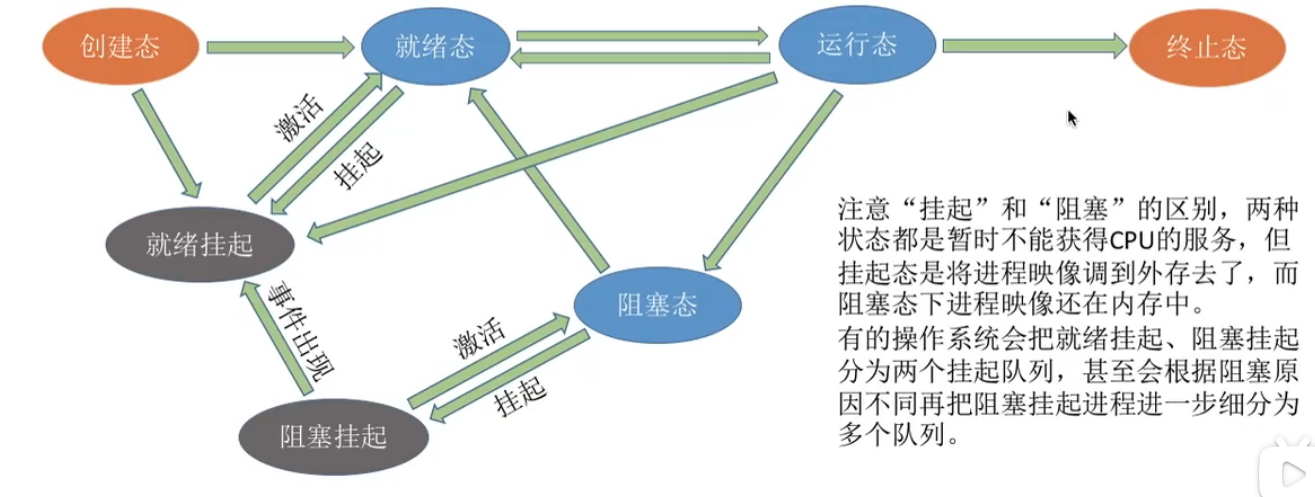 创建态
就绪态
运行态
终止态
激活
挂起
就绪挂起
事件出现
阻塞态
激活
挂起
阻塞挂起
注意“挂起”和“阻塞”的区别，两种
状态都是暂时不能获得CPU的服务，但
挂起态是将进程映像调到外存去了，而
阻塞态下进程映像还在内存中。
有的操作系统会把就绪挂起、阻塞挂起
分为两个挂起队列，甚至会根据阻塞原
因不同再把阻塞挂起进程进一步细分为
多个队列。